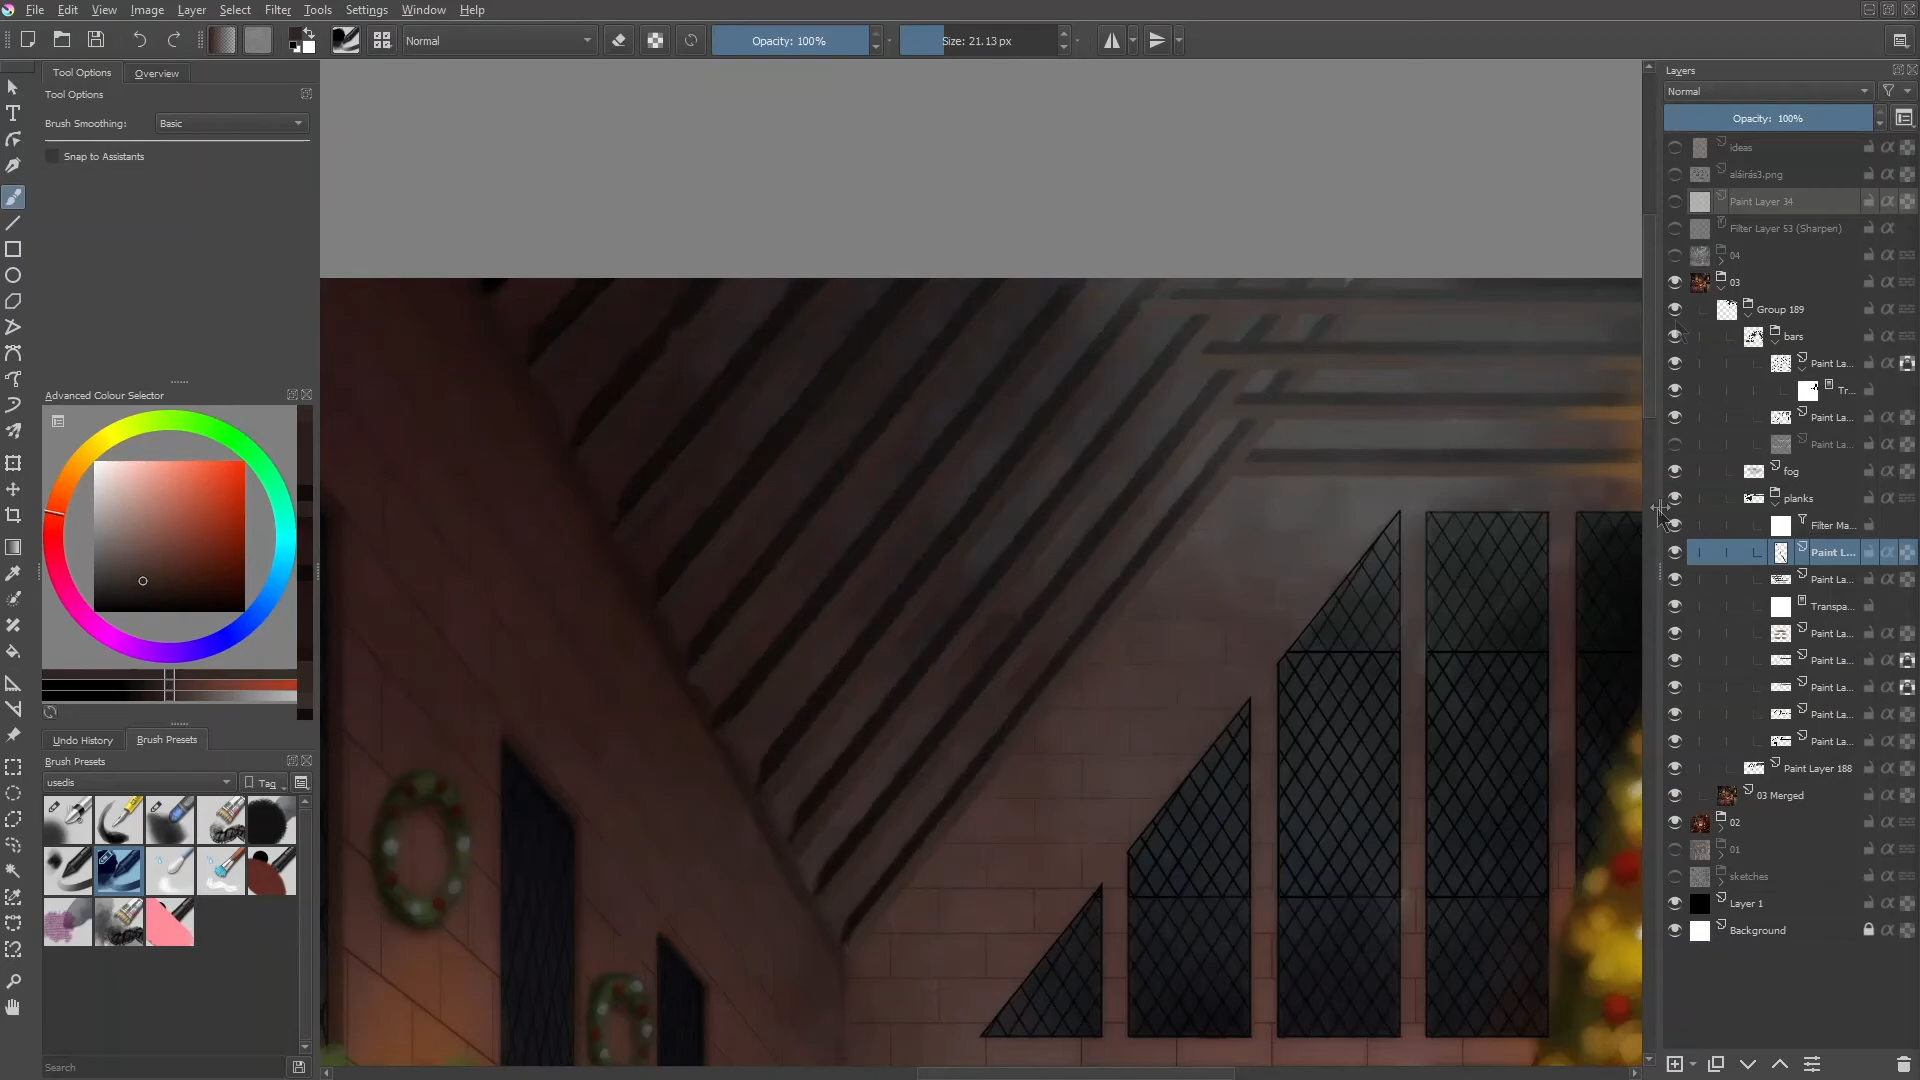 File Edit View Image Layer Select Filter Tools Settings Window Help
Normal
Opacity: 100%
Size: 21.13 px
Tool Options
Overview
Tool Options
Brush Smoothing: Basic
Snap to Assistants
Advanced Colour Selector
Undo History
Brush Presets
Brush Presets
usedis
Tag
Search
Layers
Normal
Opacity: 100%
ideas
aláírás3.png
Paint Layer 34
Filter Layer 53 (Sharpen)
04
03
Group 189
bars
Paint La...
Tr...
Paint La...
Paint La...
fog
planks
Filter Ma...
Paint L...
Paint La...
Transpa...
Paint La...
Paint La...
Paint La...
Paint La...
Paint La...
Paint Layer 188
03 Merged
02
01
sketches
Layer 1
Background